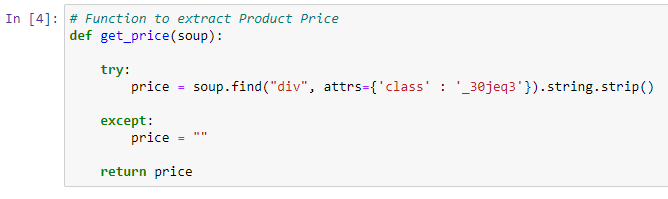 In [4]: # Function to extract Product Price
def get_price(soup):
try:
price = soup.find("div", attrs={'class' : '_30jeq3'}).string.strip()
except:
price = ""
return price